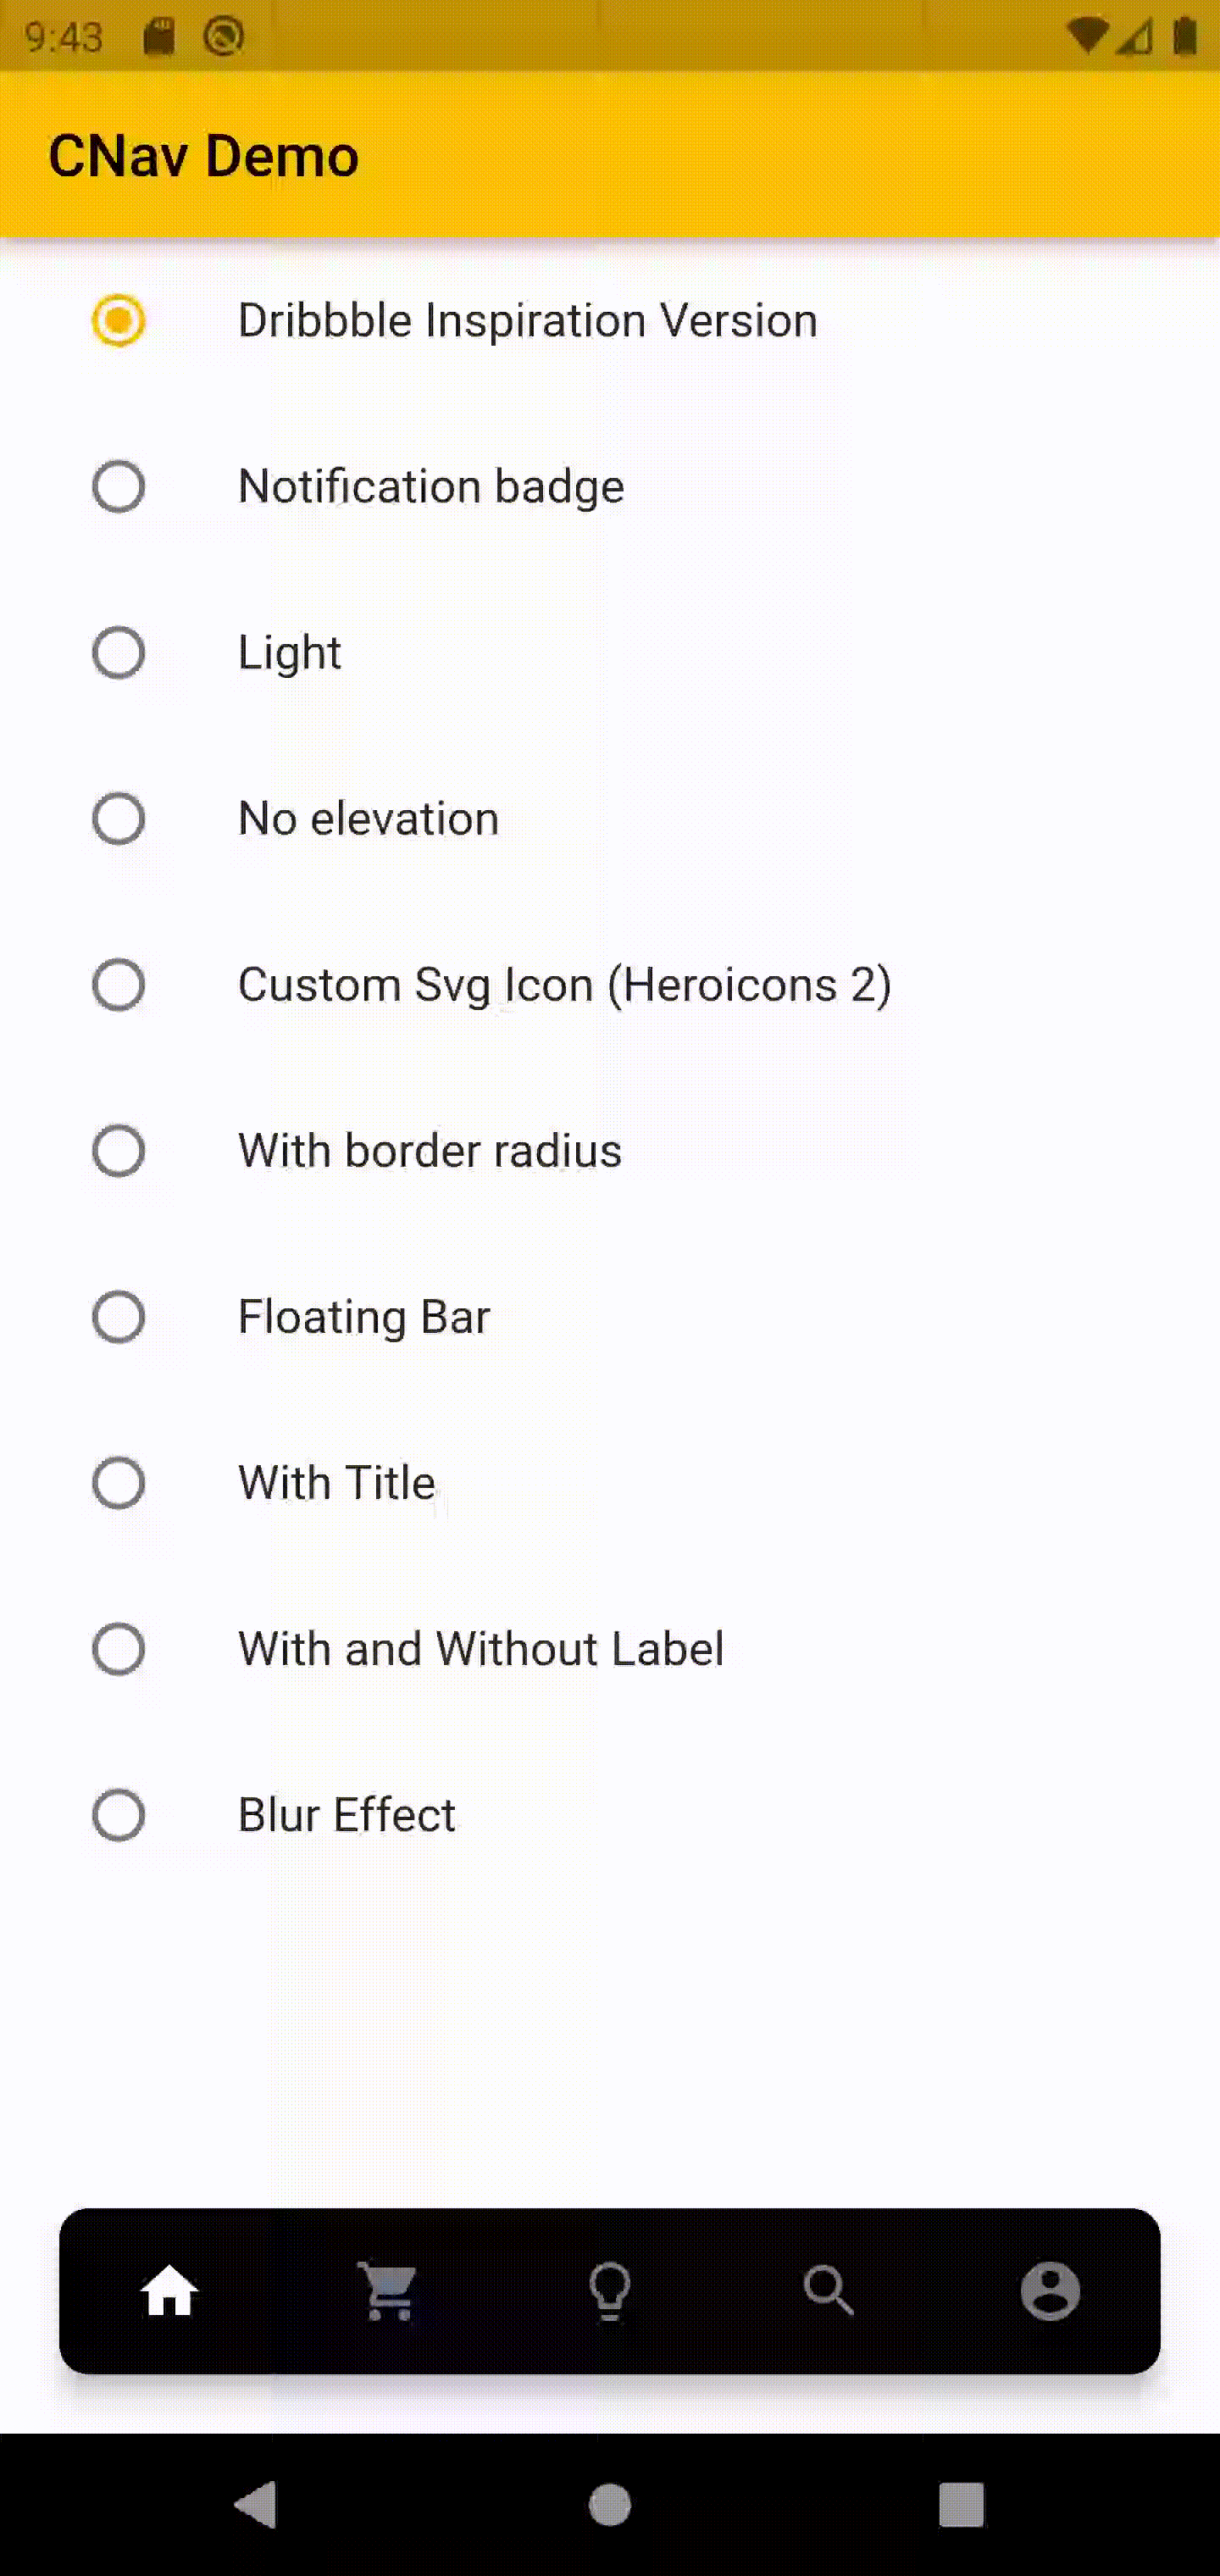 9:43
CNav Demo
Dribbble Inspiration Version
Notification badge
Light
No elevation
Custom Svg Icon (Heroicons 2)
With border radius
Floating Bar
With Title
With and Without Label
Blur Effect